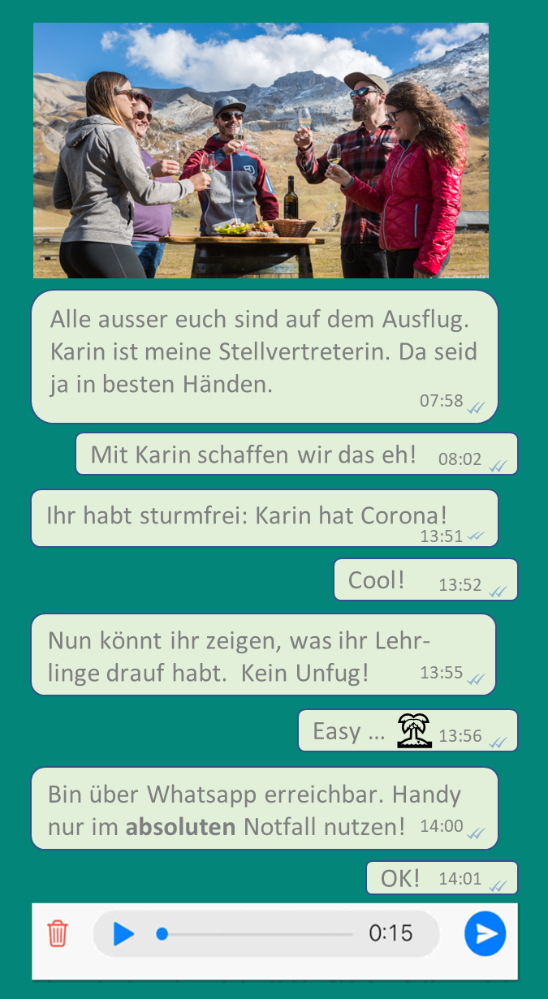 Alle ausser euch sind auf dem Ausflug.
Karin ist meine Stellvertreterin. Da seid
ja in besten Händen.
07:58
Mit Karin schaffen wir das eh! 08:02
Ihr habt sturmfrei: Karin hat Corona!
13:51
Cool! 13:52
Nun könnt ihr zeigen, was ihr Lehr-
linge drauf habt. Kein Unfug! 13:55
Easy ... 13:56
Bin über Whatsapp erreichbar. Handy
nur im absoluten Notfall nutzen! 14:00
OK! 14:01
0:15